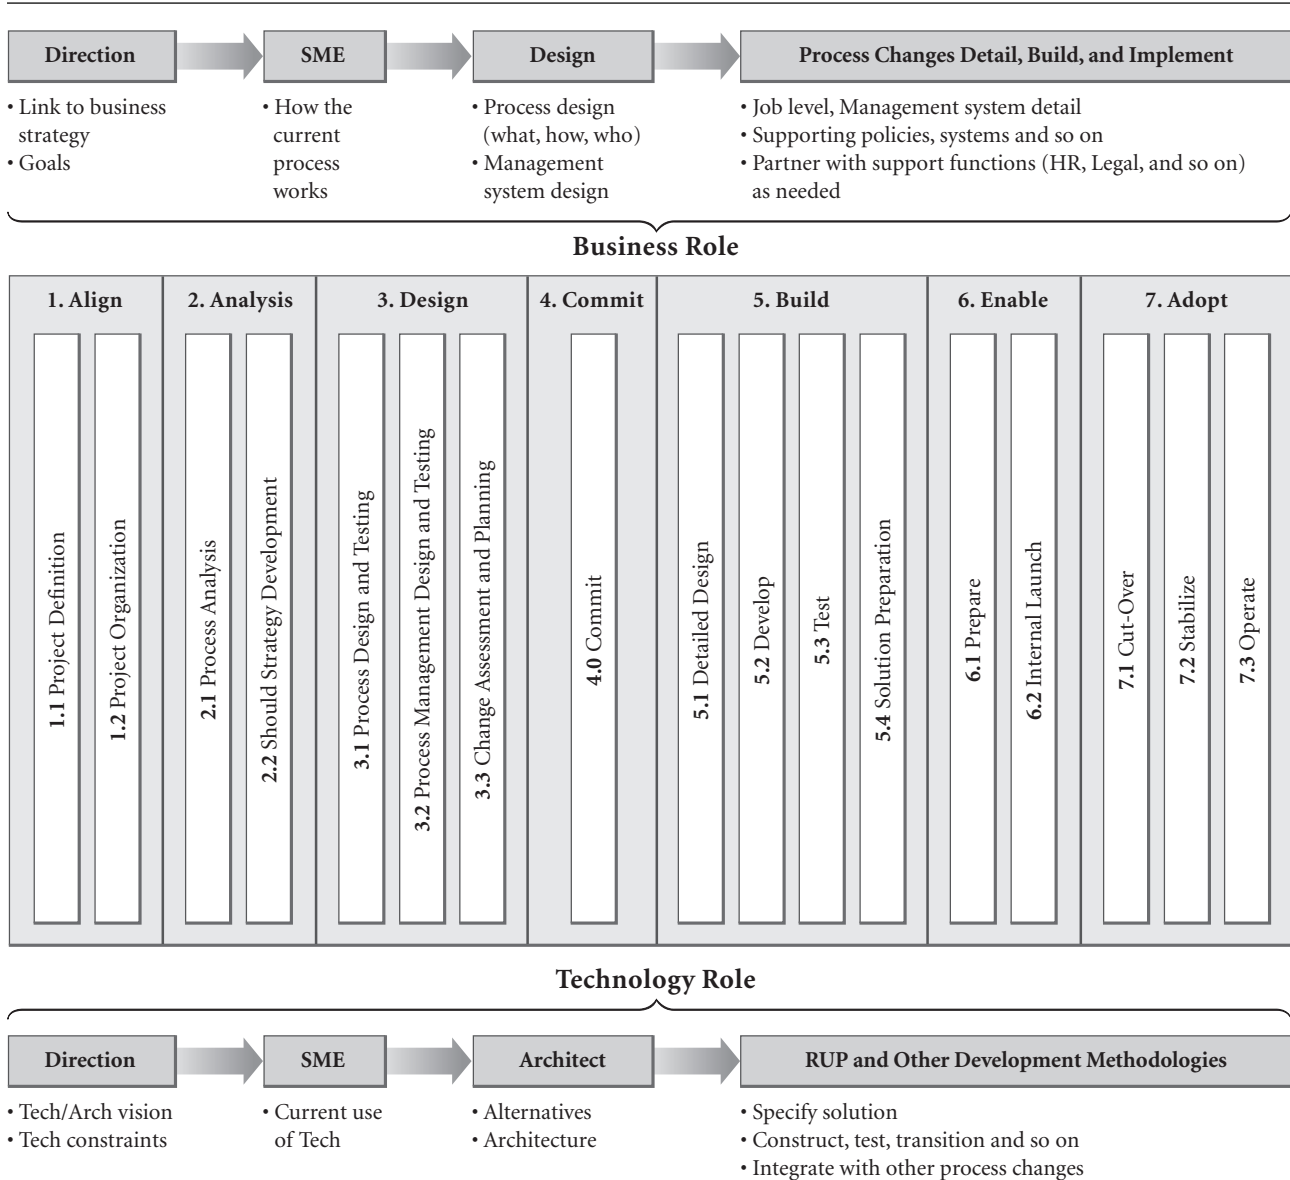 Direction
SME
Design
Process Changes Detail, Build, and Implement
• Link to business
strategy
• Goals
• How the
current
process
works
• Process design
(what, how, who)
• Management
system design
• Job level, Management system detail
• Supporting policies, systems and so on
• Partner with support functions (HR, Legal, and so on)
as needed
Business Role
1. Align
1.1 Project Definition
1.2 Project Organization
2. Analysis
2.1 Process Analysis
2.2 Should Strategy Development
3. Design
3.1 Process Design and Testing
3.2 Process Management Design and Testing
3.3 Change Assessment and Planning
4. Commit
4.0 Commit
5. Build
5.1 Detailed Design
5.2 Develop
5.3 Test
5.4 Solution Preparation
6. Enable
6.1 Prepare
6.2 Internal Launch
7. Adopt
7.1 Cut-Over
7.2 Stabilize
7.3 Operate
Technology Role
Direction
SME
Architect
RUP and Other Development Methodologies
• Tech/Arch vision
• Tech constraints
• Current use
of Tech
• Alternatives
• Architecture
• Specify solution
• Construct, test, transition and so on
• Integrate with other process changes